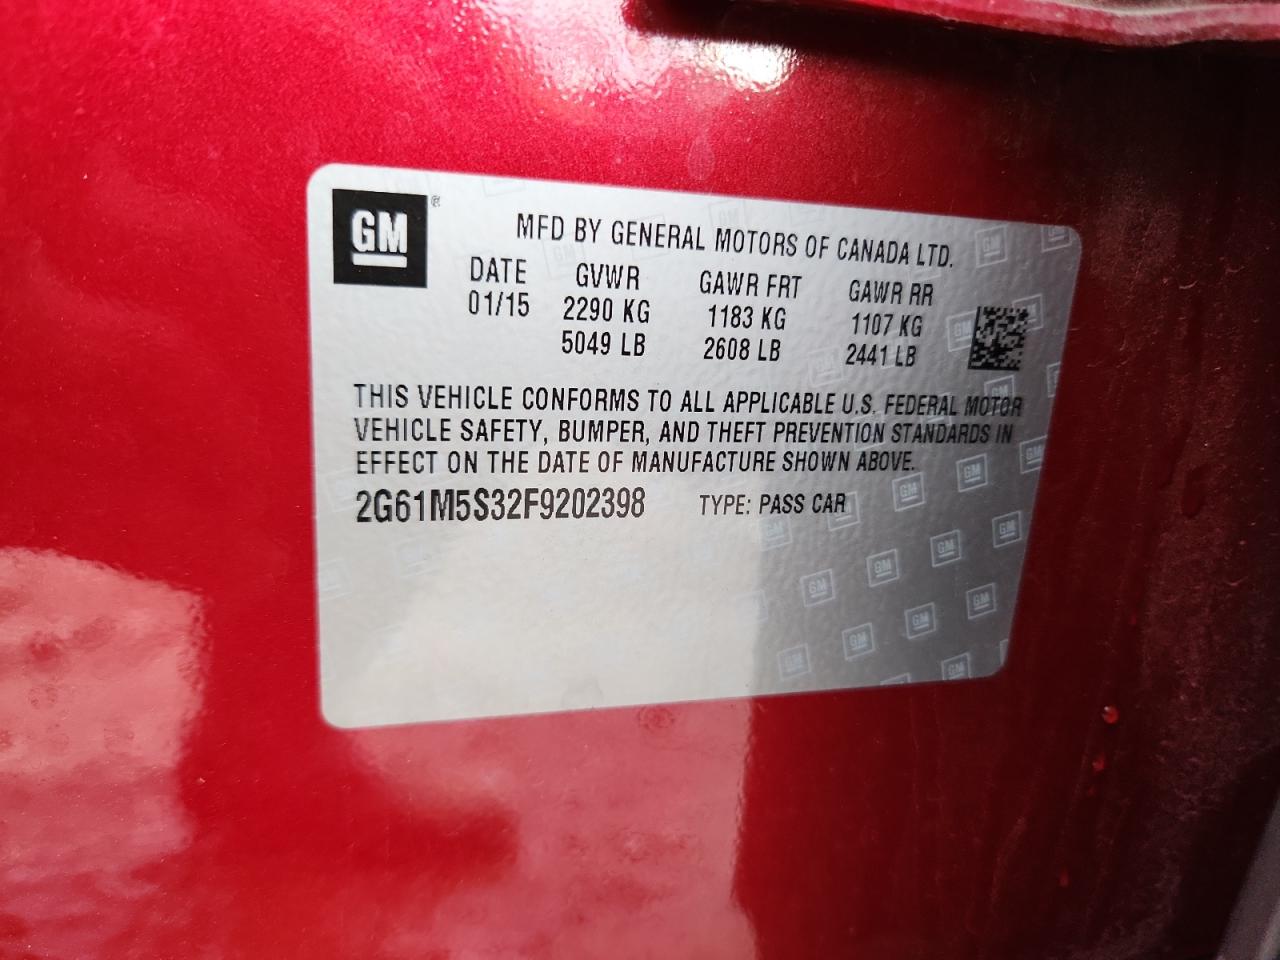 GM®
MFD BY GENERAL MOTORS OF CANADA LTD.
DATE GVWR GAWR FRT GAWR RR
01/15 2290 KG 1183 KG 1107 KG
5049 LB 2608 LB 2441 LB
THIS VEHICLE CONFORMS TO ALL APPLICABLE U.S. FEDERAL MOTOR
VEHICLE SAFETY, BUMPER, AND THEFT PREVENTION STANDARDS IN
EFFECT ON THE DATE OF MANUFACTURE SHOWN ABOVE.
2G61M5S32F9202398 TYPE: PASS CAR